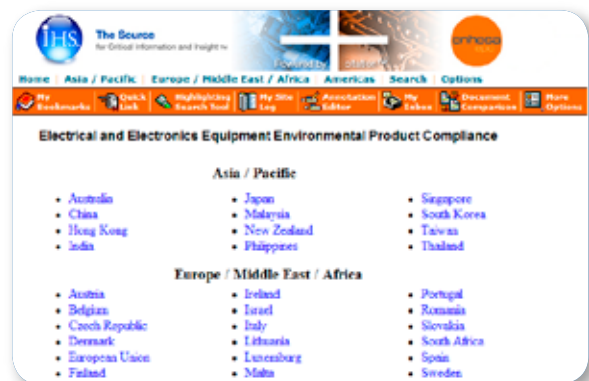 IHS
The Source
for Critical Information and Insight™
Powered by
enhesa
Home | Asia / Pacific | Europe / Middle East / Africa | Americas | Search | Options
My Bookmarks Quick Link Highlighting Search Tool My Site Log Annotation Editor My Inbox Document Comparison More Options
Electrical and Electronics Equipment Environmental Product Compliance
Asia / Pacific
• Australia • Japan • Singapore
• China • Malaysia • South Korea
• Hong Kong • New Zealand • Taiwan
• India • Philippines • Thailand
Europe / Middle East / Africa
• Austria • Ireland • Portugal
• Belgium • Israel • Romania
• Czech Republic • Italy • Slovakia
• Denmark • Lithuania • South Africa
• European Union • Luxemburg • Spain
• Finland • Malta • Sweden